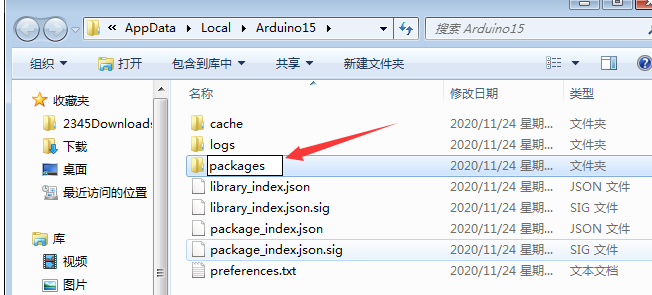 AppData ▸ Local ▸ Arduino15 ▸
搜索 Arduino15
组织 打开 包含到库中 共享 新建文件夹
收藏夹
2345Downloads
下载
桌面
最近访问的位置
库
视频
图片
名称 修改日期 类型
cache 2020/11/24 星期... 文件夹
logs 2020/11/24 星期... 文件夹
packages 2020/11/24 星期... 文件夹
library_index.json 2020/11/24 星期... JSON 文件
library_index.json.sig 2020/11/24 星期... SIG 文件
package_index.json 2020/11/24 星期... JSON 文件
package_index.json.sig 2020/11/24 星期... SIG 文件
preferences.txt 2020/11/24 星期... 文本文档